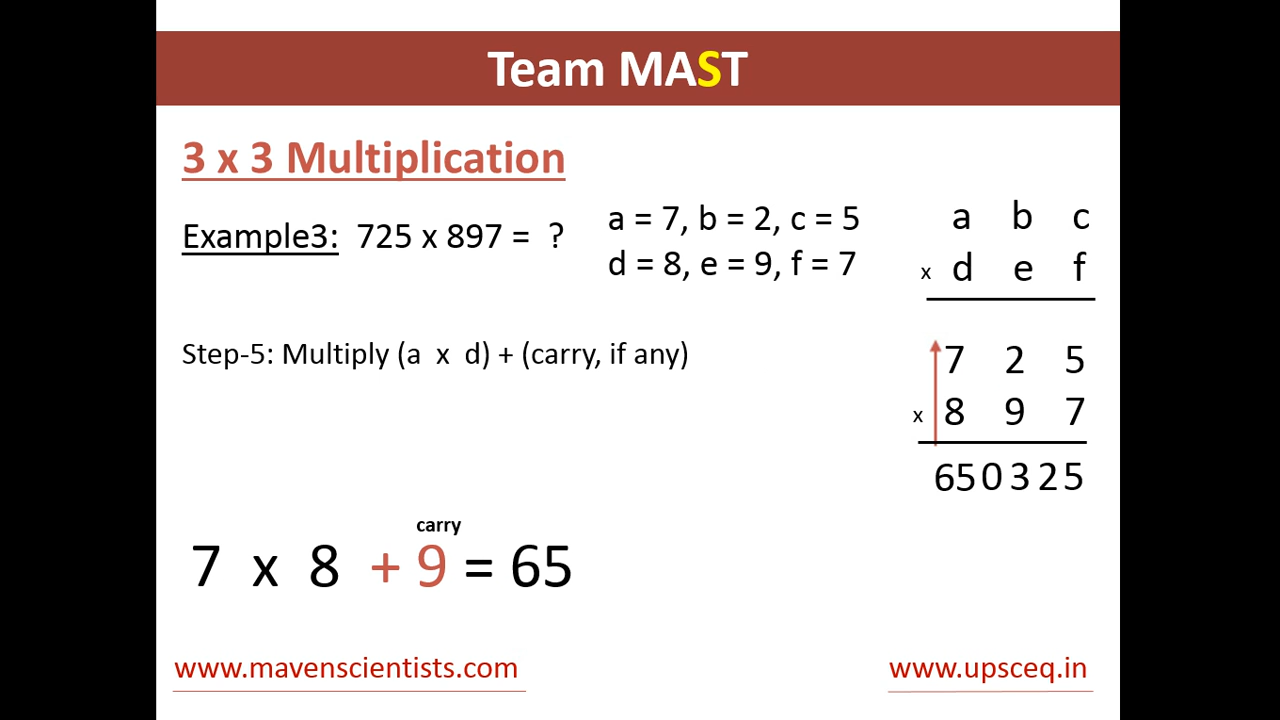 Team MAST
3 x 3 Multiplication
Example3: 725 x 897 = ?
a = 7, b = 2, c = 5
d = 8, e = 9, f = 7
a b c
x d e f
Step-5: Multiply (a x d) + (carry, if any)
7 2 5
x 8 9 7
650325
carry
7 x 8 + 9 = 65
www.mavenscientists.com
www.upsceq.in